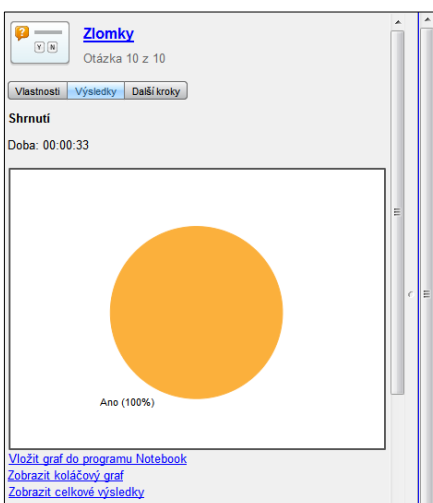 Zlomky
Y N
Otázka 10 z 10
Vlastnosti Výsledky Další kroky
Shrnutí
Doba: 00:00:33
Ano (100%)
Vložit graf do programu Notebook
Zobrazit koláčový graf
Zobrazit celkové výsledky